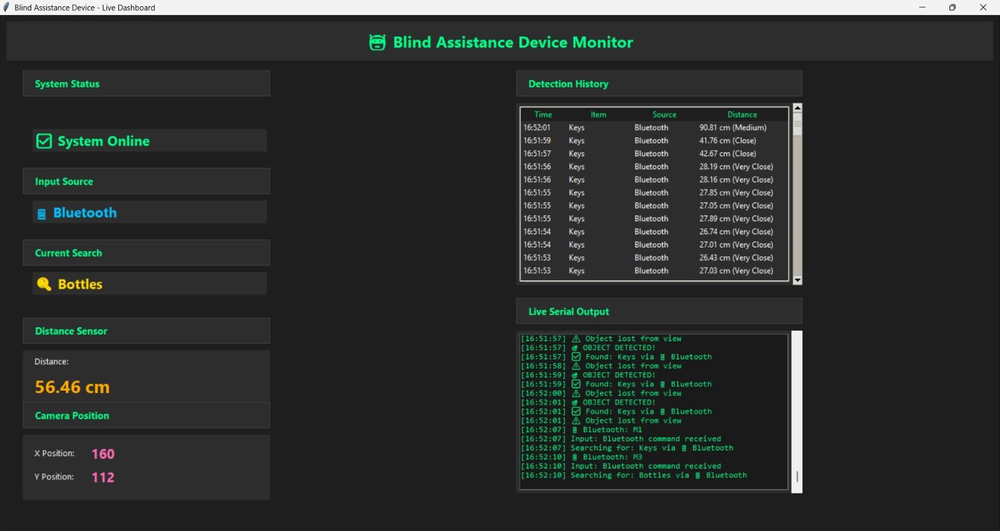 Blind Assistance Device - Live Dashboard
Blind Assistance Device Monitor
System Status
System Online
Input Source
Bluetooth
Current Search
Bottles
Distance Sensor
Distance:
56.46 cm
Camera Position
X Position: 160
Y Position: 112
Detection History
Time Item Source Distance
16:52:01 Keys Bluetooth 90.81 cm (Medium)
16:51:59 Keys Bluetooth 41.76 cm (Close)
16:51:57 Keys Bluetooth 42.67 cm (Close)
16:51:56 Keys Bluetooth 28.19 cm (Very Close)
16:51:56 Keys Bluetooth 28.16 cm (Very Close)
16:51:55 Keys Bluetooth 27.85 cm (Very Close)
16:51:55 Keys Bluetooth 27.05 cm (Very Close)
16:51:55 Keys Bluetooth 27.89 cm (Very Close)
16:51:54 Keys Bluetooth 26.74 cm (Very Close)
16:51:54 Keys Bluetooth 27.01 cm (Very Close)
16:51:53 Keys Bluetooth 26.43 cm (Very Close)
16:51:53 Keys Bluetooth 27.03 cm (Very Close)
Live Serial Output
[16:51:57] ⚠ Object lost from view
[16:51:57] OBJECT DETECTED!
[16:51:57] ☑ Found: Keys via Bluetooth
[16:51:58] ⚠ Object lost from view
[16:51:59] OBJECT DETECTED!
[16:51:59] ☑ Found: Keys via Bluetooth
[16:52:00] ⚠ Object lost from view
[16:52:01] OBJECT DETECTED!
[16:52:01] ☑ Found: Keys via Bluetooth
[16:52:01] ⚠ Object lost from view
[16:52:07] Bluetooth: M1
[16:52:07] Input: Bluetooth command received
[16:52:07] Searching for: Keys via Bluetooth
[16:52:10] Bluetooth: M3
[16:52:10] Input: Bluetooth command received
[16:52:10] Searching for: Bottles via Bluetooth